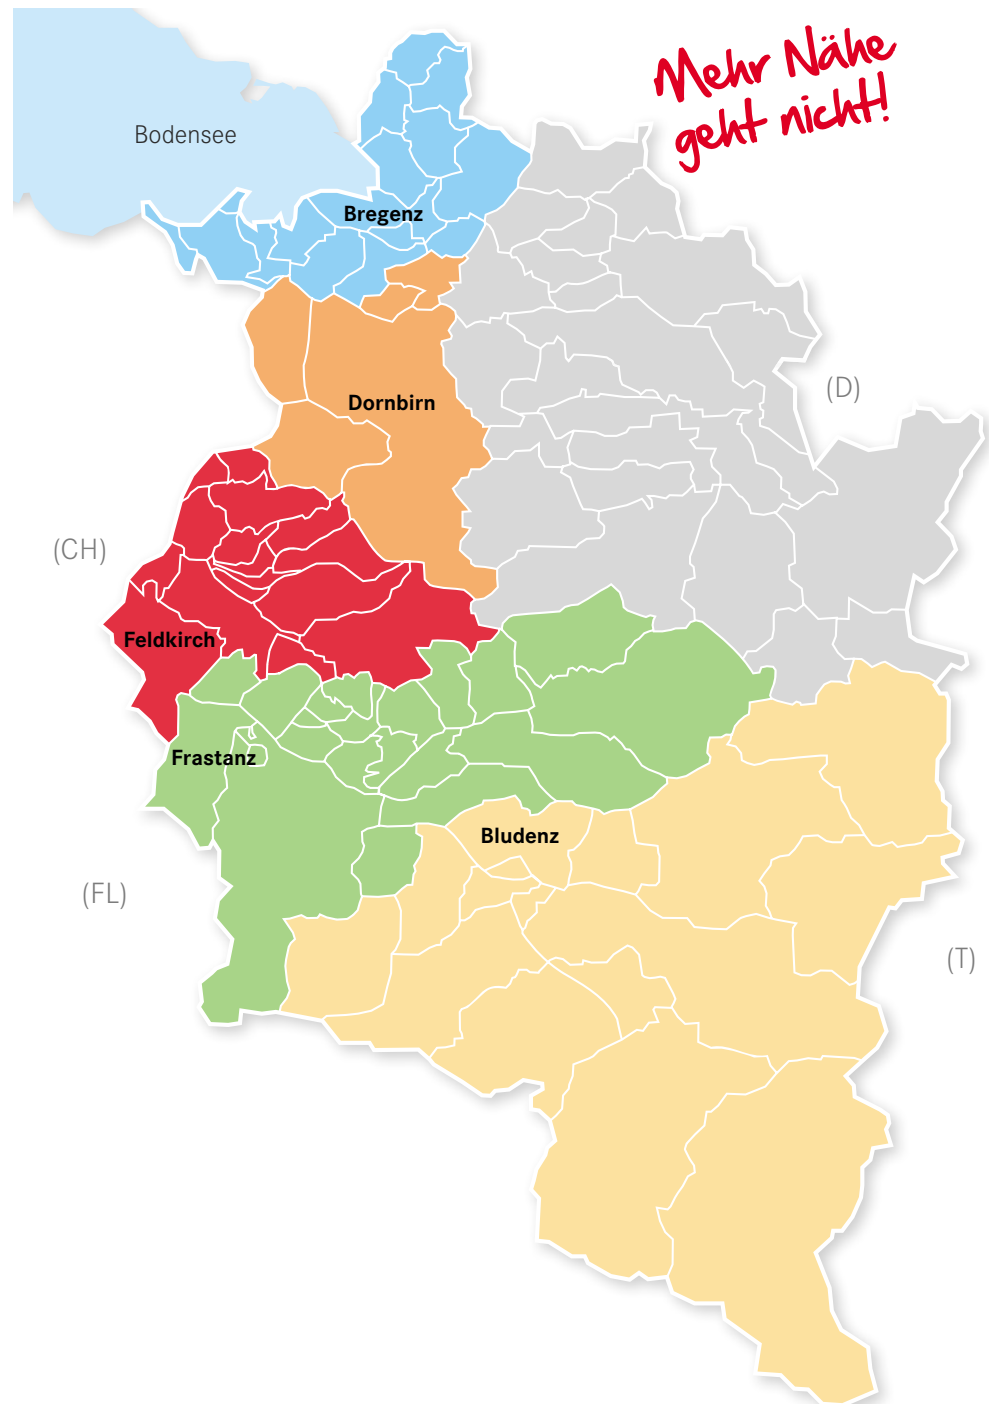 Mehr Nähe
geht nicht!
Bodensee
Bregenz
(D)
Dornbirn
(CH)
Feldkirch
Frastanz
Bludenz
(FL)
(T)